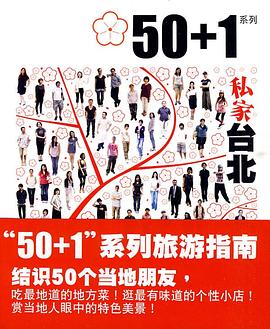 50+1系列
私家台北
“50+1”系列旅游指南
结识50个当地朋友，
吃最地道的地方菜！逛最有味道的个性小店！
赏当地人眼中的特色美景！